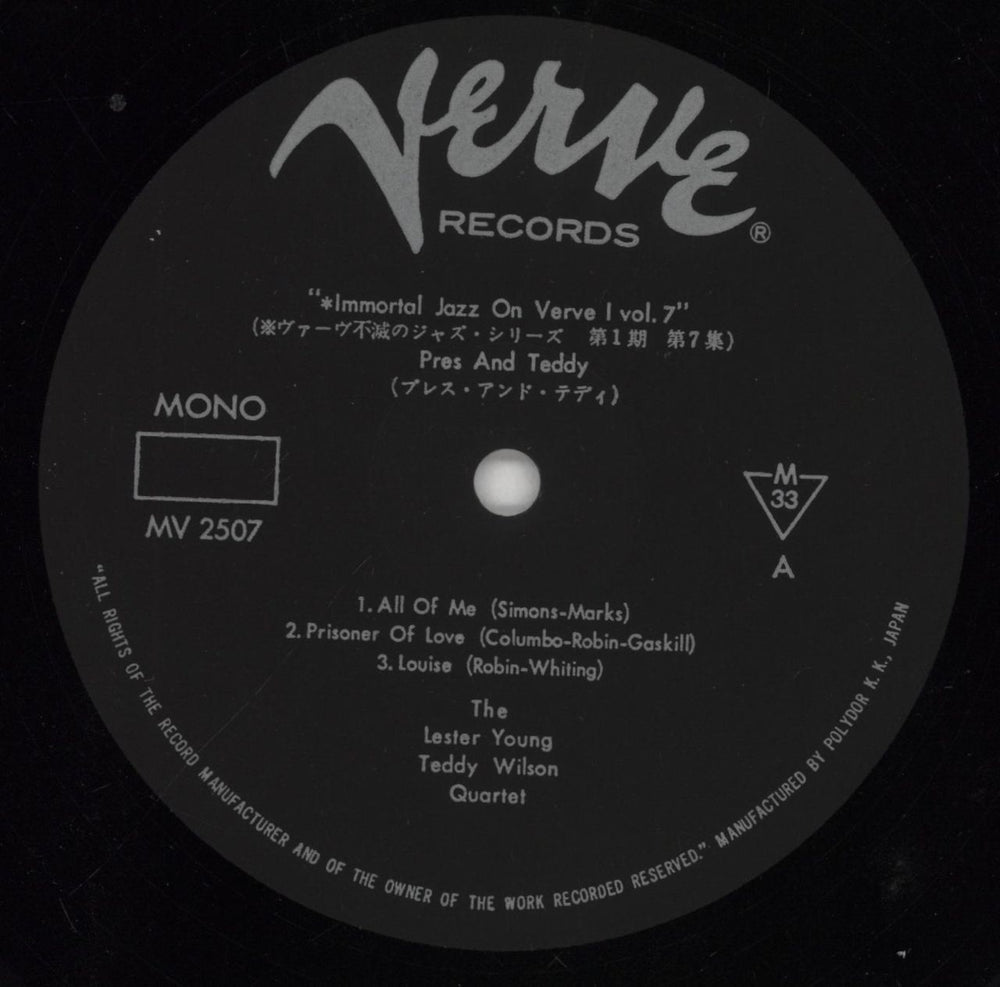 Verve
RECORDS ®
"*Immortal Jazz On Verve I vol. 7"
(※ヴァーヴ不滅のジャズ・シリーズ 第1期 第7集)
Pres And Teddy
(プレス・アンド・テディ)
MONO
MV 2507
M
33
A
1. All Of Me (Simons-Marks)
2. Prisoner Of Love (Columbo-Robin-Gaskill)
3. Louise (Robin-Whiting)
The
Lester Young
Teddy Wilson
Quartet
"ALL RIGHTS OF THE RECORD MANUFACTURER AND OF THE OWNER OF THE WORK RECORDED RESERVED." MANUFACTURED BY POLYDOR K. K., JAPAN